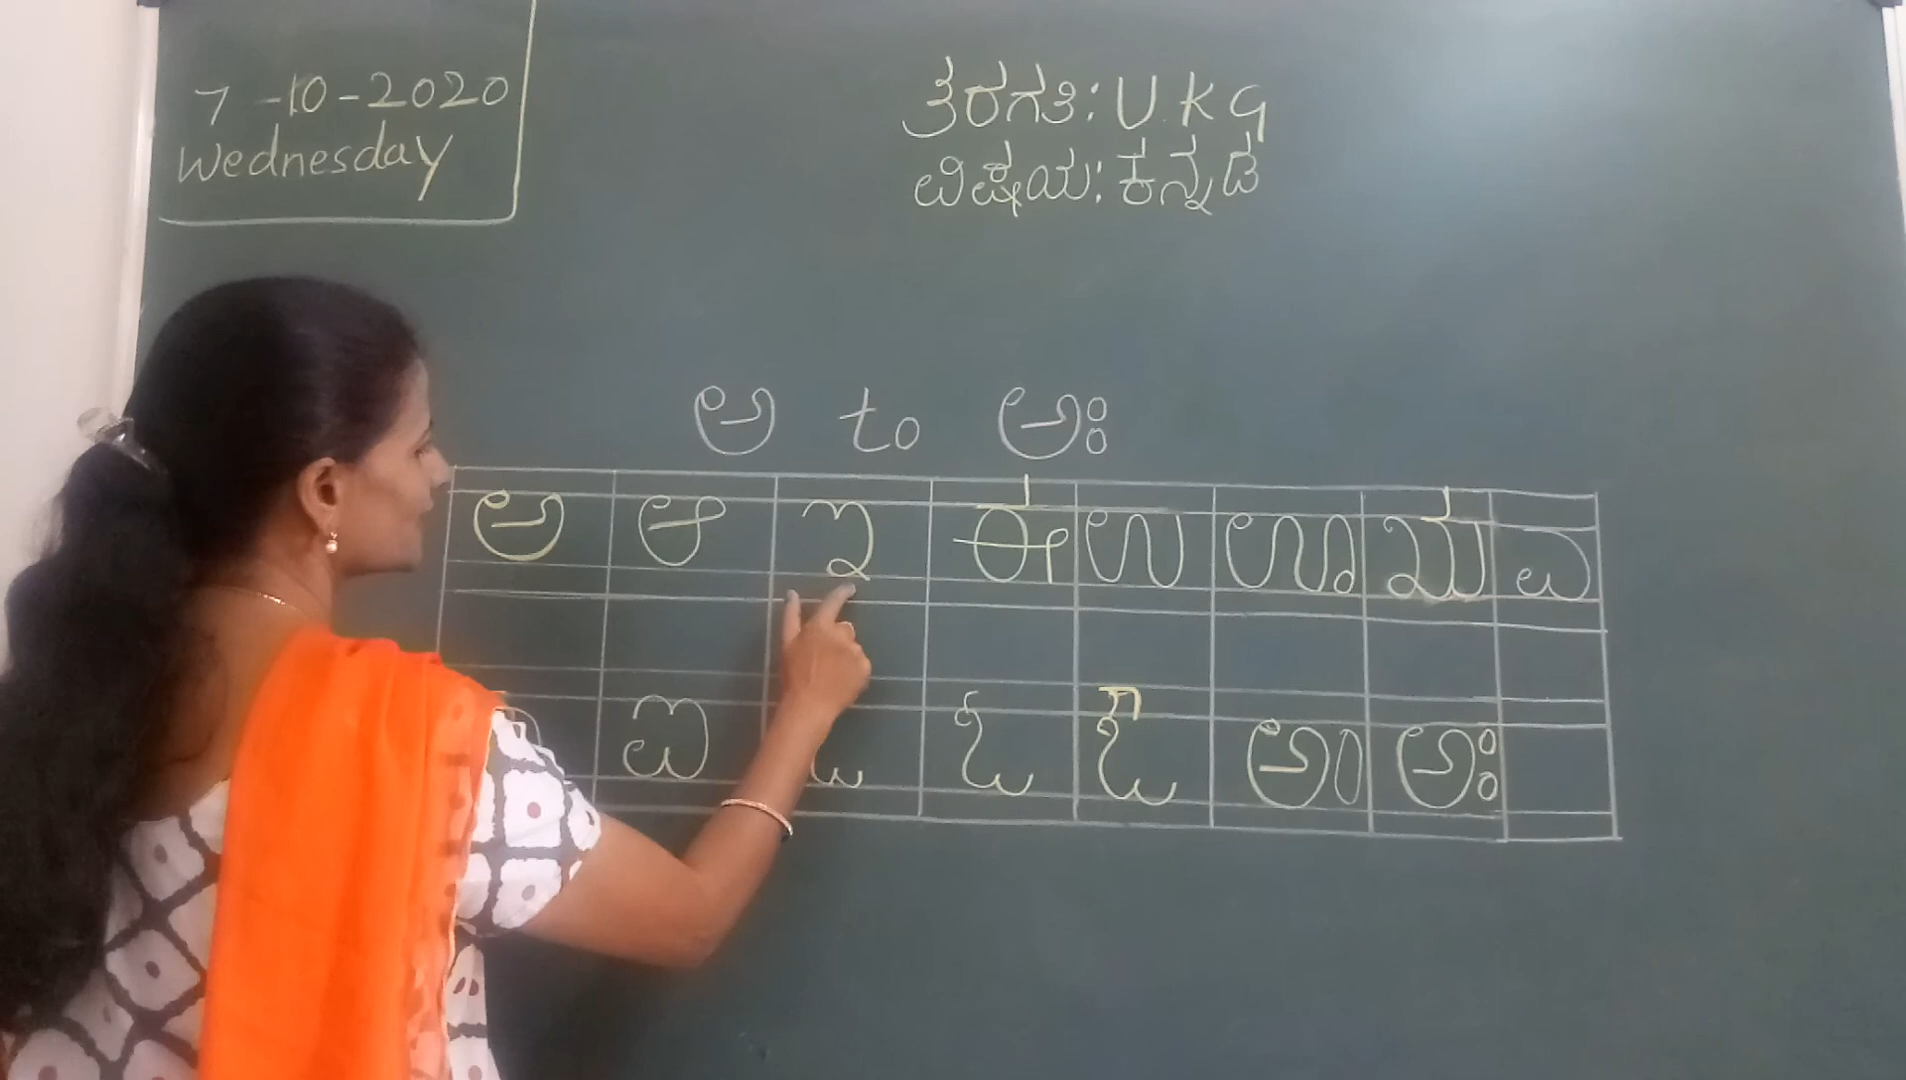 7-10-2020
Wednesday
ತರಗತಿ: U.K.G
ವಿಷಯ: ಕನ್ನಡ
ಅ to ಅಃ
ಅ ಆ ಇ ಈ ಉ ಊ ಋ ಎ
ಐ ಓ ಔ ಅಂ ಅಃ